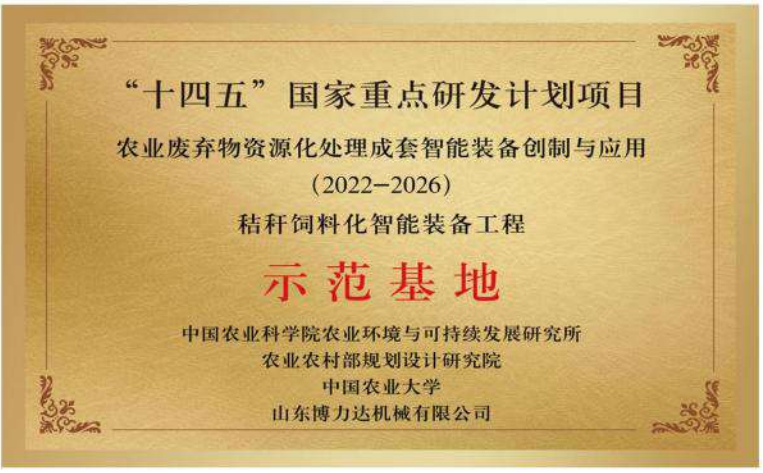 “十四五”国家重点研发计划项目
农业废弃物资源化处理成套智能装备创制与应用
（2022-2026）
秸秆饲料化智能装备工程
示范基地
中国农业科学院农业环境与可持续发展研究所
农业农村部规划设计研究院
中国农业大学
山东博力达机械有限公司